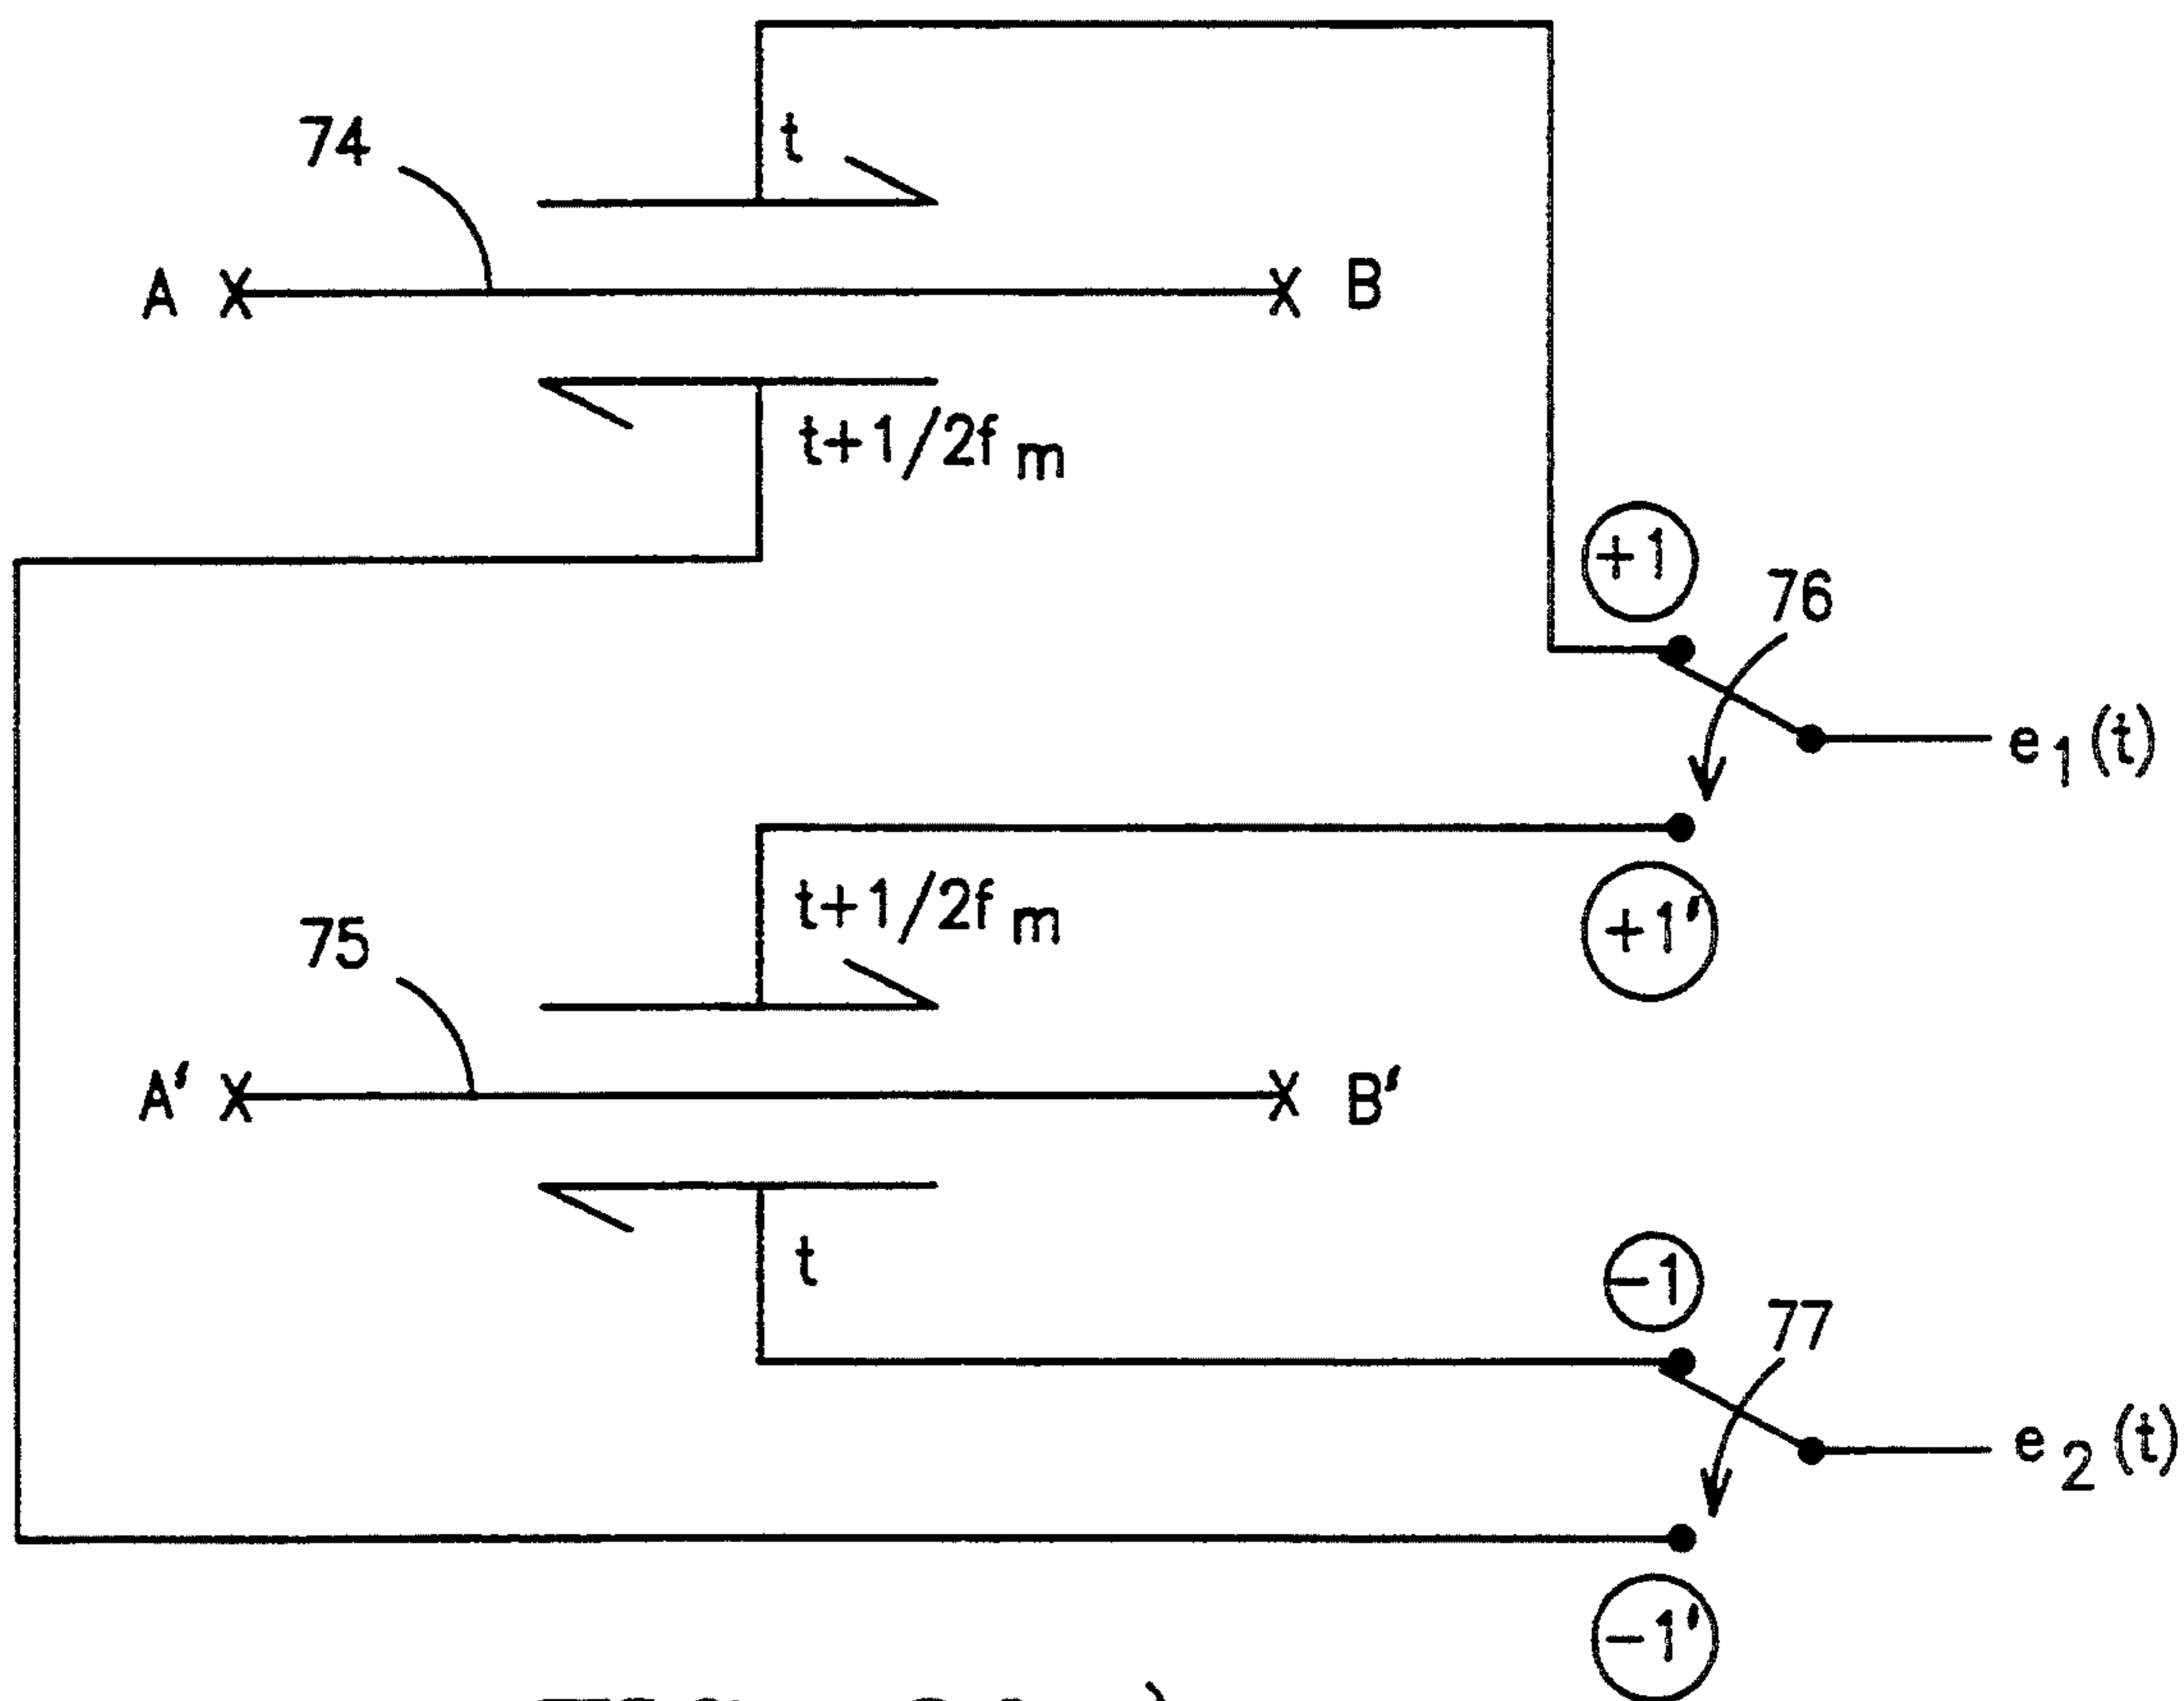 74
t
A
B
t+1/2f m
+1
76
e 1 (t)
t+1/2f m
+1'
75
A'
B'
t
-1
77
e 2 (t)
-1'